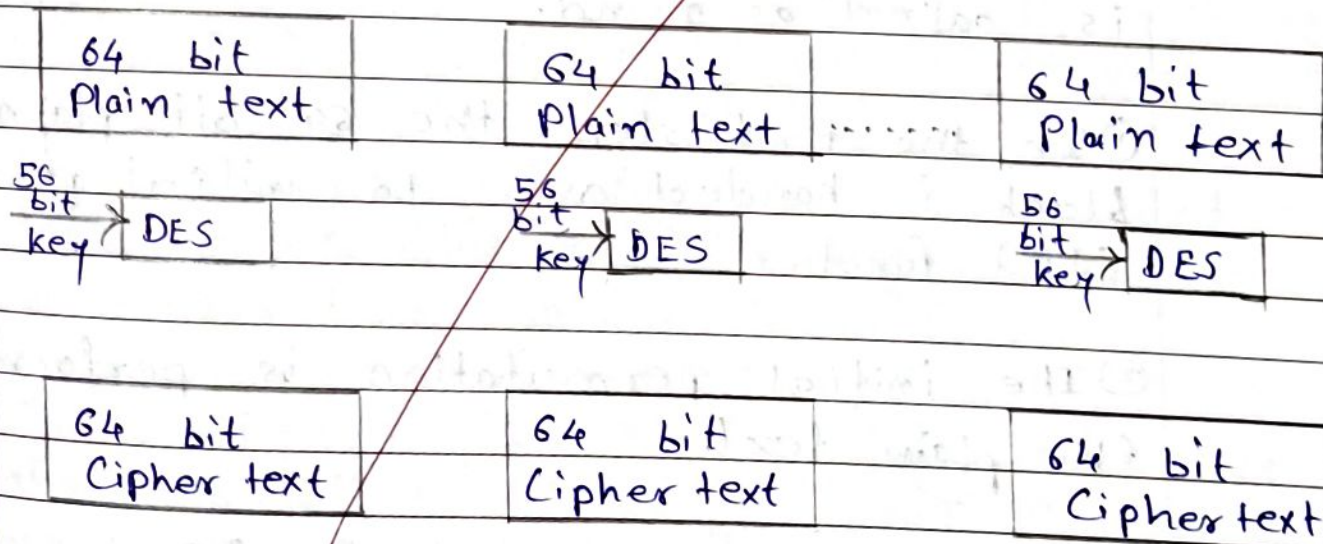 64 bit 64 bit 64 bit
Plain text Plain text ........ Plain text
56 56 56
bit bit bit
key DES key DES key DES
64 bit 64 bit 64 bit
Cipher text Cipher text Cipher text